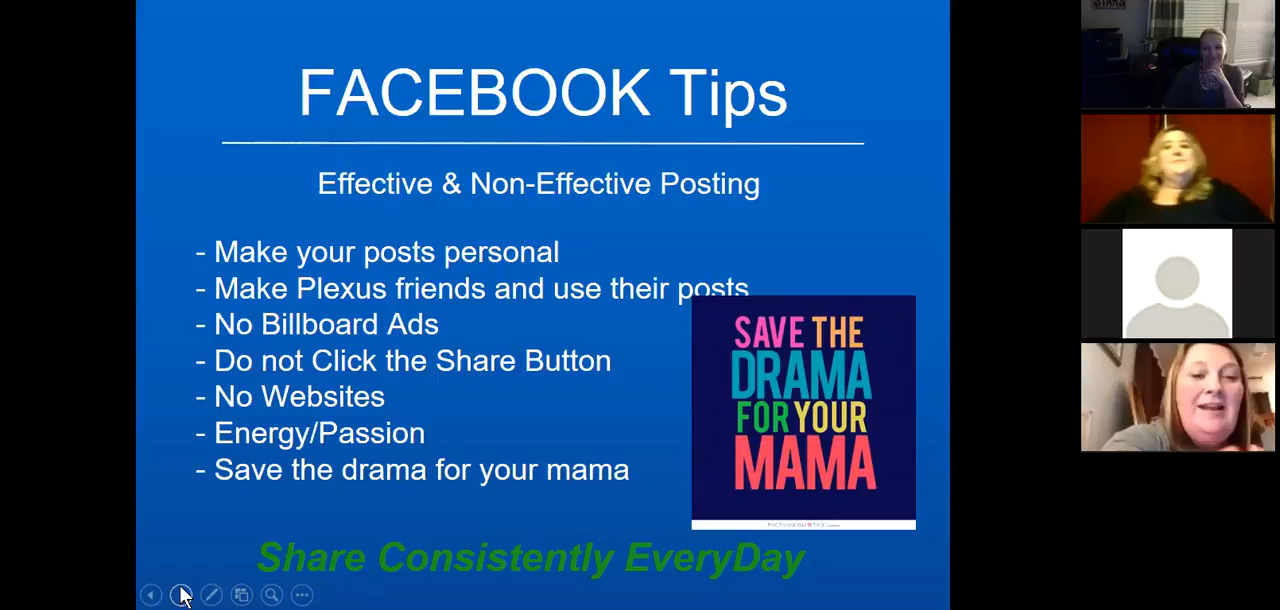 FACEBOOK Tips
Effective & Non-Effective Posting
- Make your posts personal
- Make Plexus friends and use their posts
- No Billboard Ads
- Do not Click the Share Button
- No Websites
- Energy/Passion
- Save the drama for your mama
SAVE THE
DRAMA
FOR YOUR
MAMA
Share Consistently EveryDay